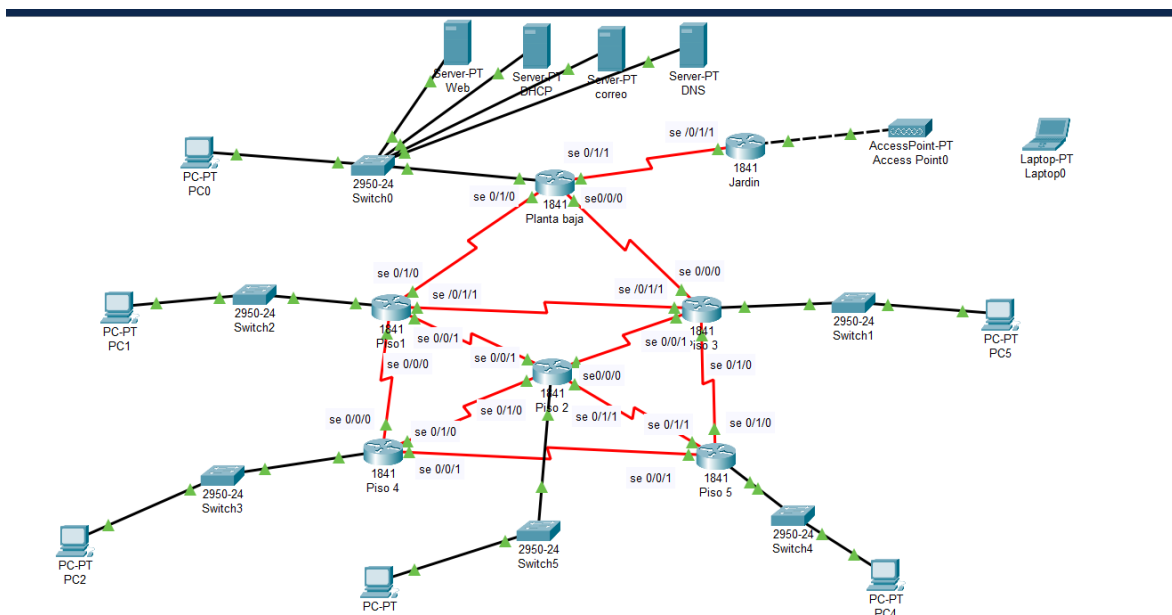 Server-PT
Web
Server-PT
DHCP
Server-PT
correo
Server-PT
DNS
se /0/1/1
AccessPoint-PT
Access Point0
Laptop-PT
Laptop0
1841
Jardin
PC-PT
PC0
2950-24
Switch0
se 0/1/1
se 0/1/0
se0/0/0
1841
Planta baja
se 0/1/0
se 0/0/0
se /0/1/1
se /0/1/1
2950-24
Switch2
PC-PT
PC1
1841
Piso1
1841
Piso 3
2950-24
Switch1
PC-PT
PC5
se 0/0/1
se 0/0/1
se 0/0/1
se 0/0/0
se0/0/0
se 0/1/0
1841
Piso 2
se 0/1/0
se 0/1/1
se 0/0/0
se 0/1/0
se 0/1/1
se 0/1/0
1841
Piso 4
se 0/0/1
se 0/0/1
1841
Piso 5
2950-24
Switch3
2950-24
Switch5
2950-24
Switch4
PC-PT
PC2
PC-PT
PC-PT
PC4